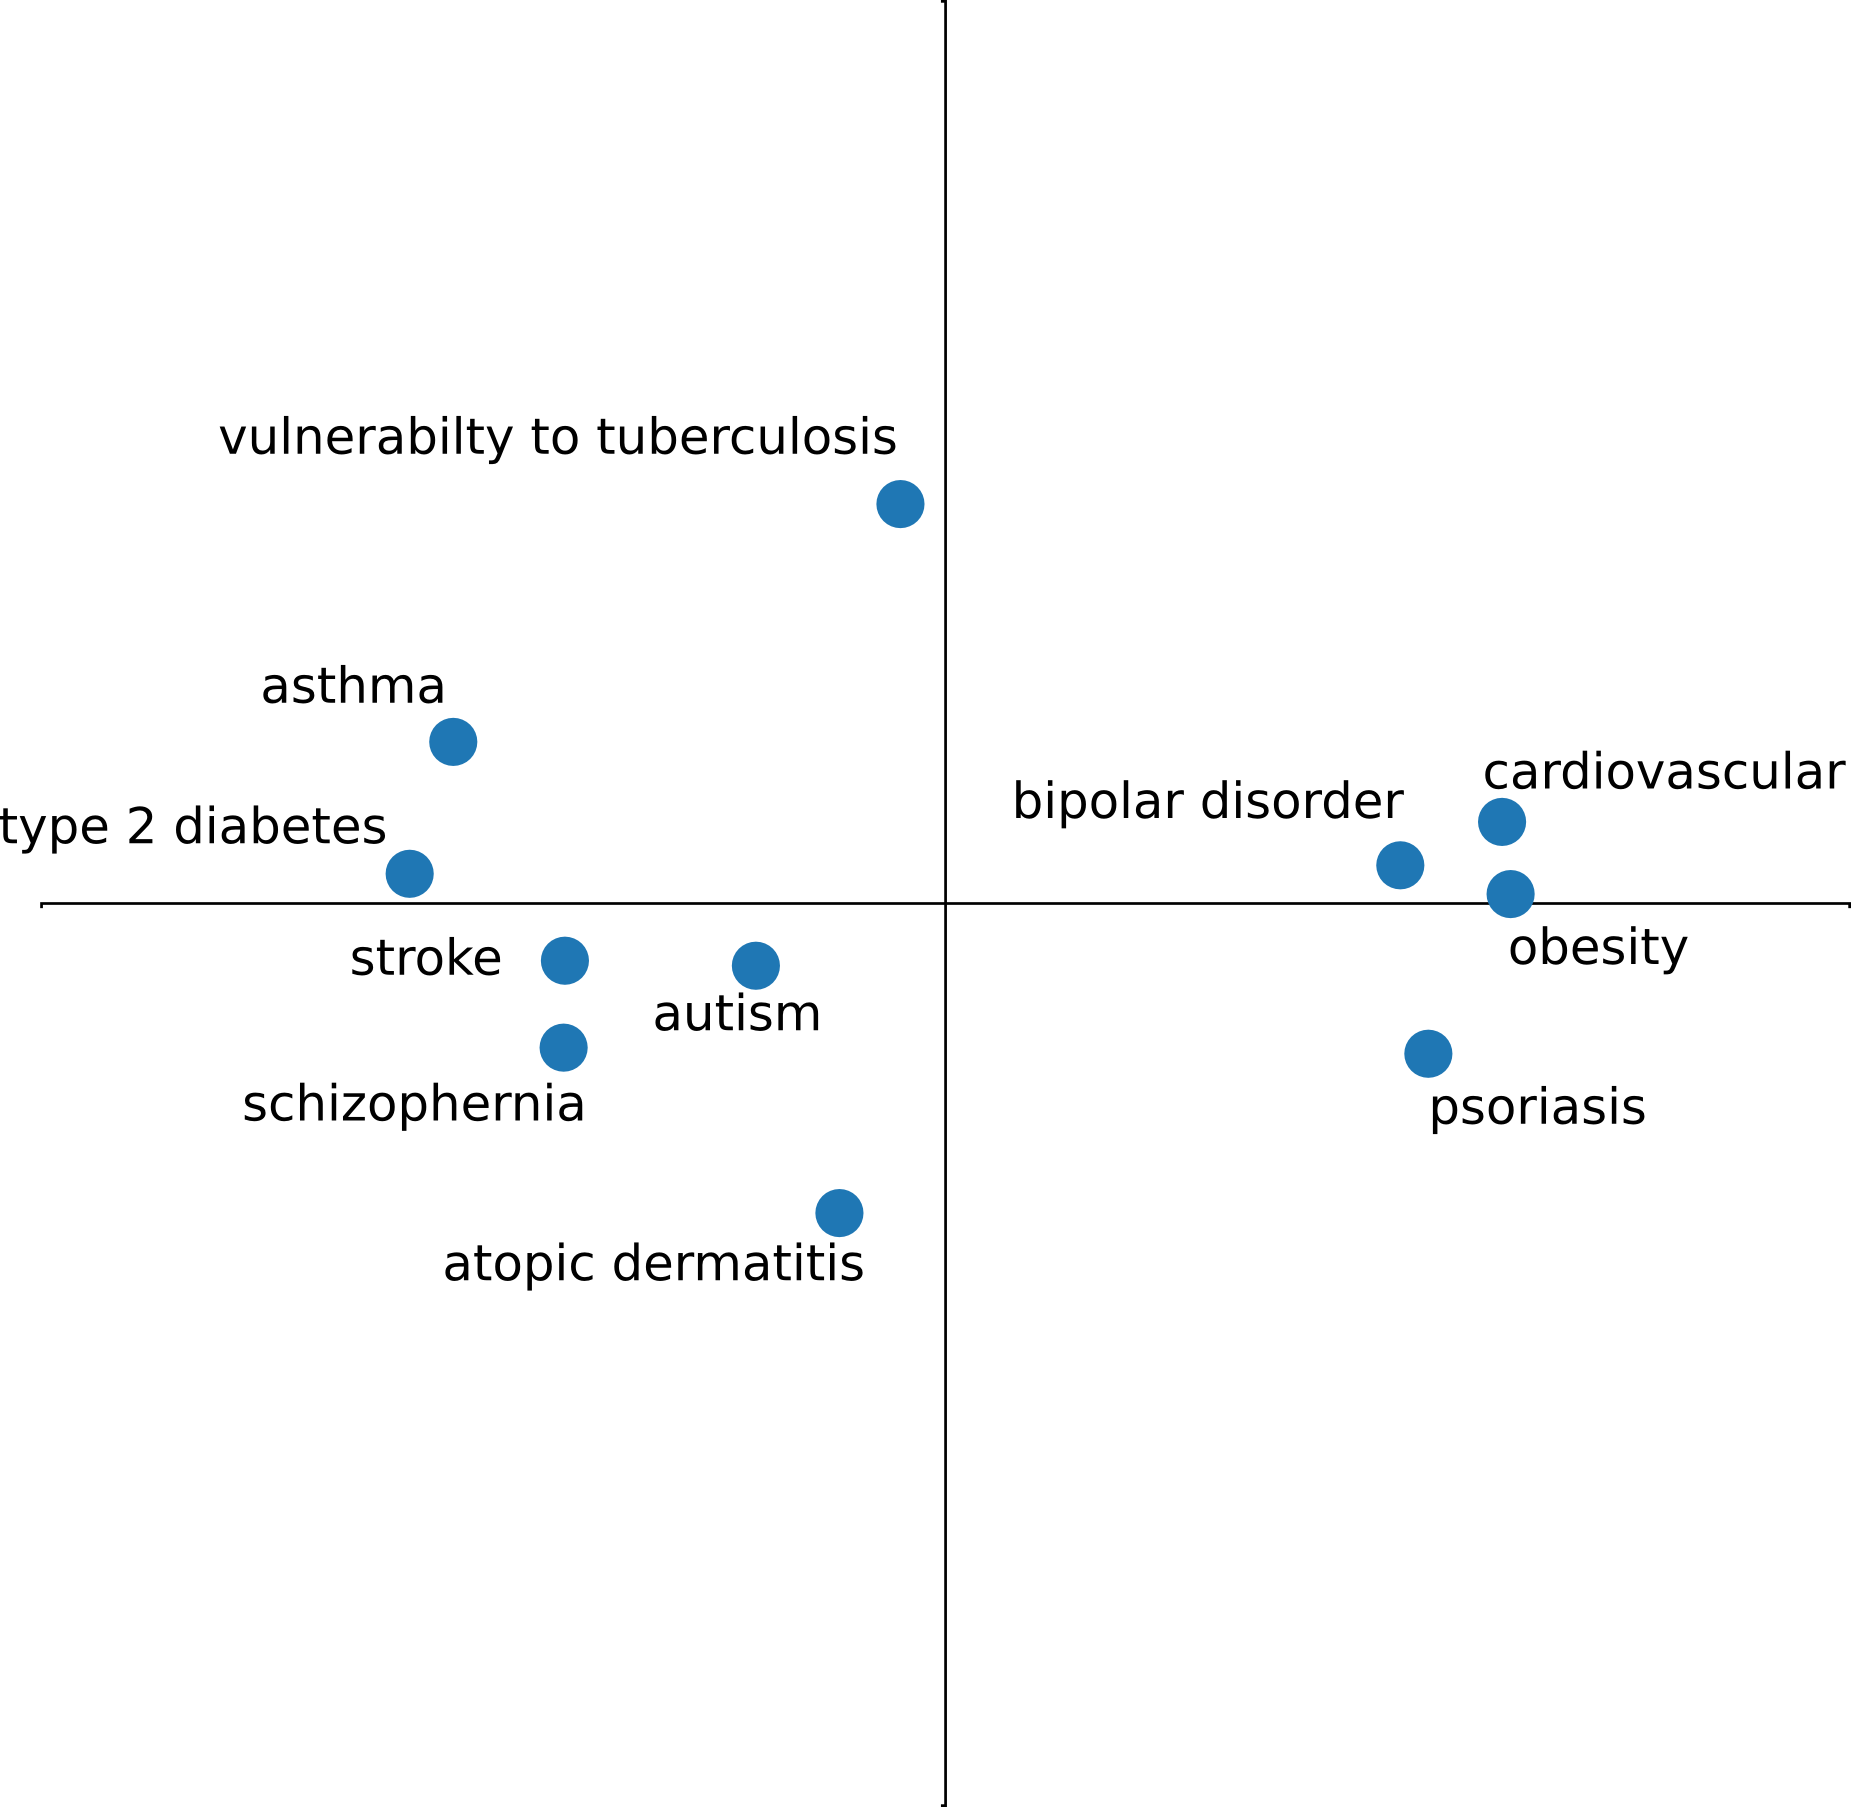 vulnerabilty to tuberculosis
asthma
cardiovascular
bipolar disorder
type 2 diabetes
obesity
stroke
autism
schizophernia
psoriasis
atopic dermatitis